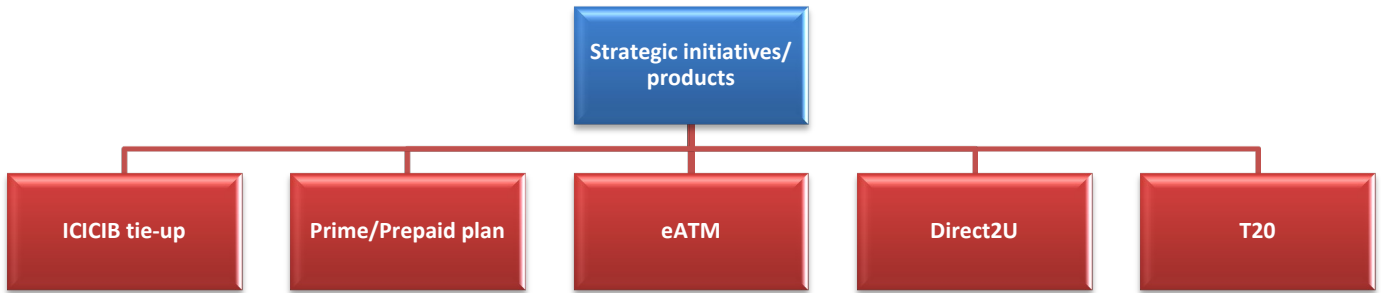 Strategic initiatives/
products
ICICIB tie-up
Prime/Prepaid plan
eATM
Direct2U
T20